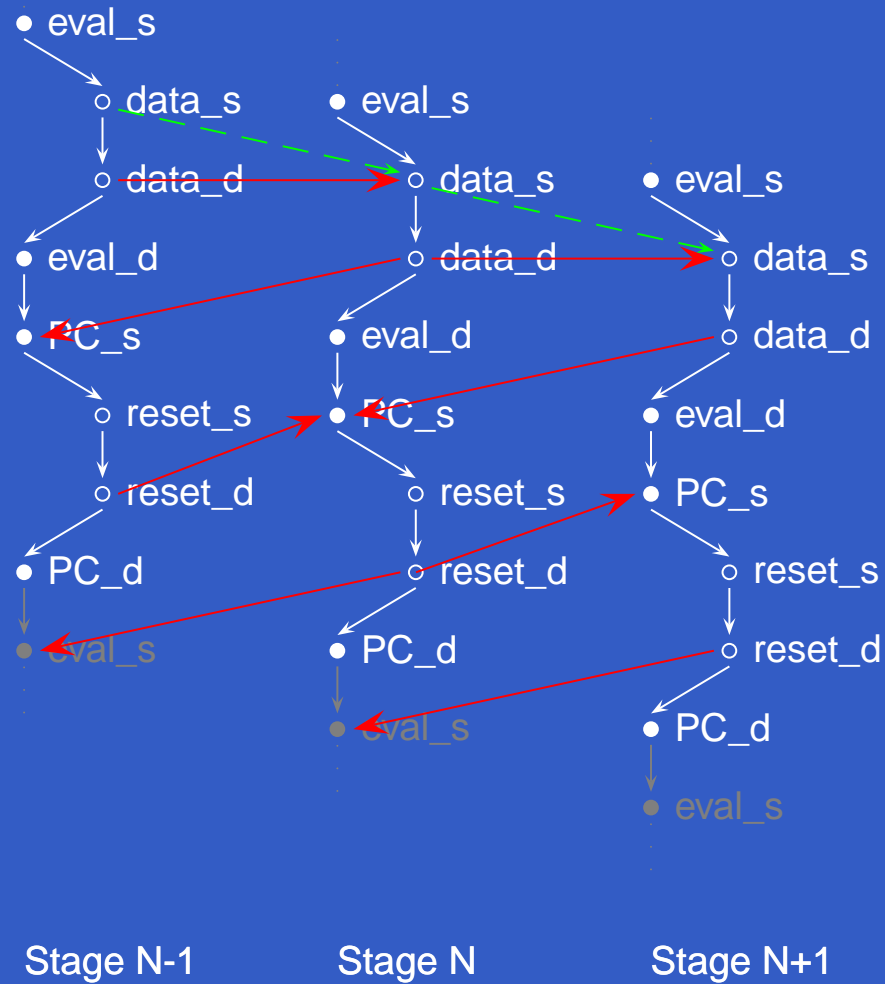 eval_s
data_s
data_d
eval_d
PC_s
reset_s
reset_d
PC_d
eval_s
Stage N-1
eval_s
data_s
data_d
eval_d
PC_s
reset_s
reset_d
PC_d
eval_s
Stage N
eval_s
data_s
data_d
eval_d
PC_s
reset_s
reset_d
PC_d
eval_s
Stage N+1